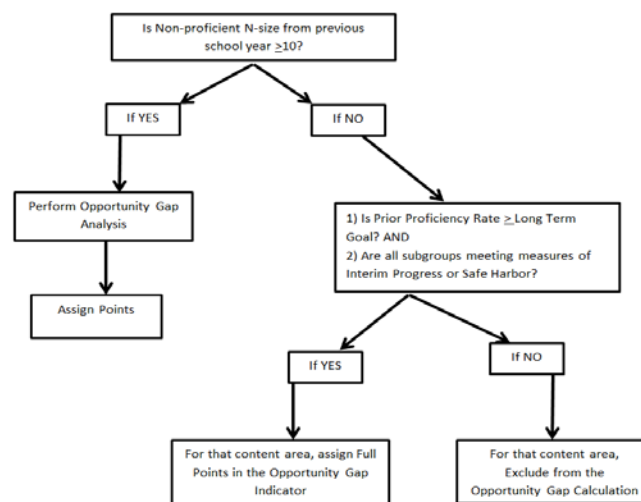 Is Non-proficient N-size from previous
school year ≥10?
If YES
If NO
Perform Opportunity Gap
Analysis
1) Is Prior Proficiency Rate ≥ Long Term
Goal? AND
2) Are all subgroups meeting measures of
Interim Progress or Safe Harbor?
Assign Points
If YES
If NO
For that content area, assign Full
Points in the Opportunity Gap
Indicator
For that content area,
Exclude from the
Opportunity Gap Calculation